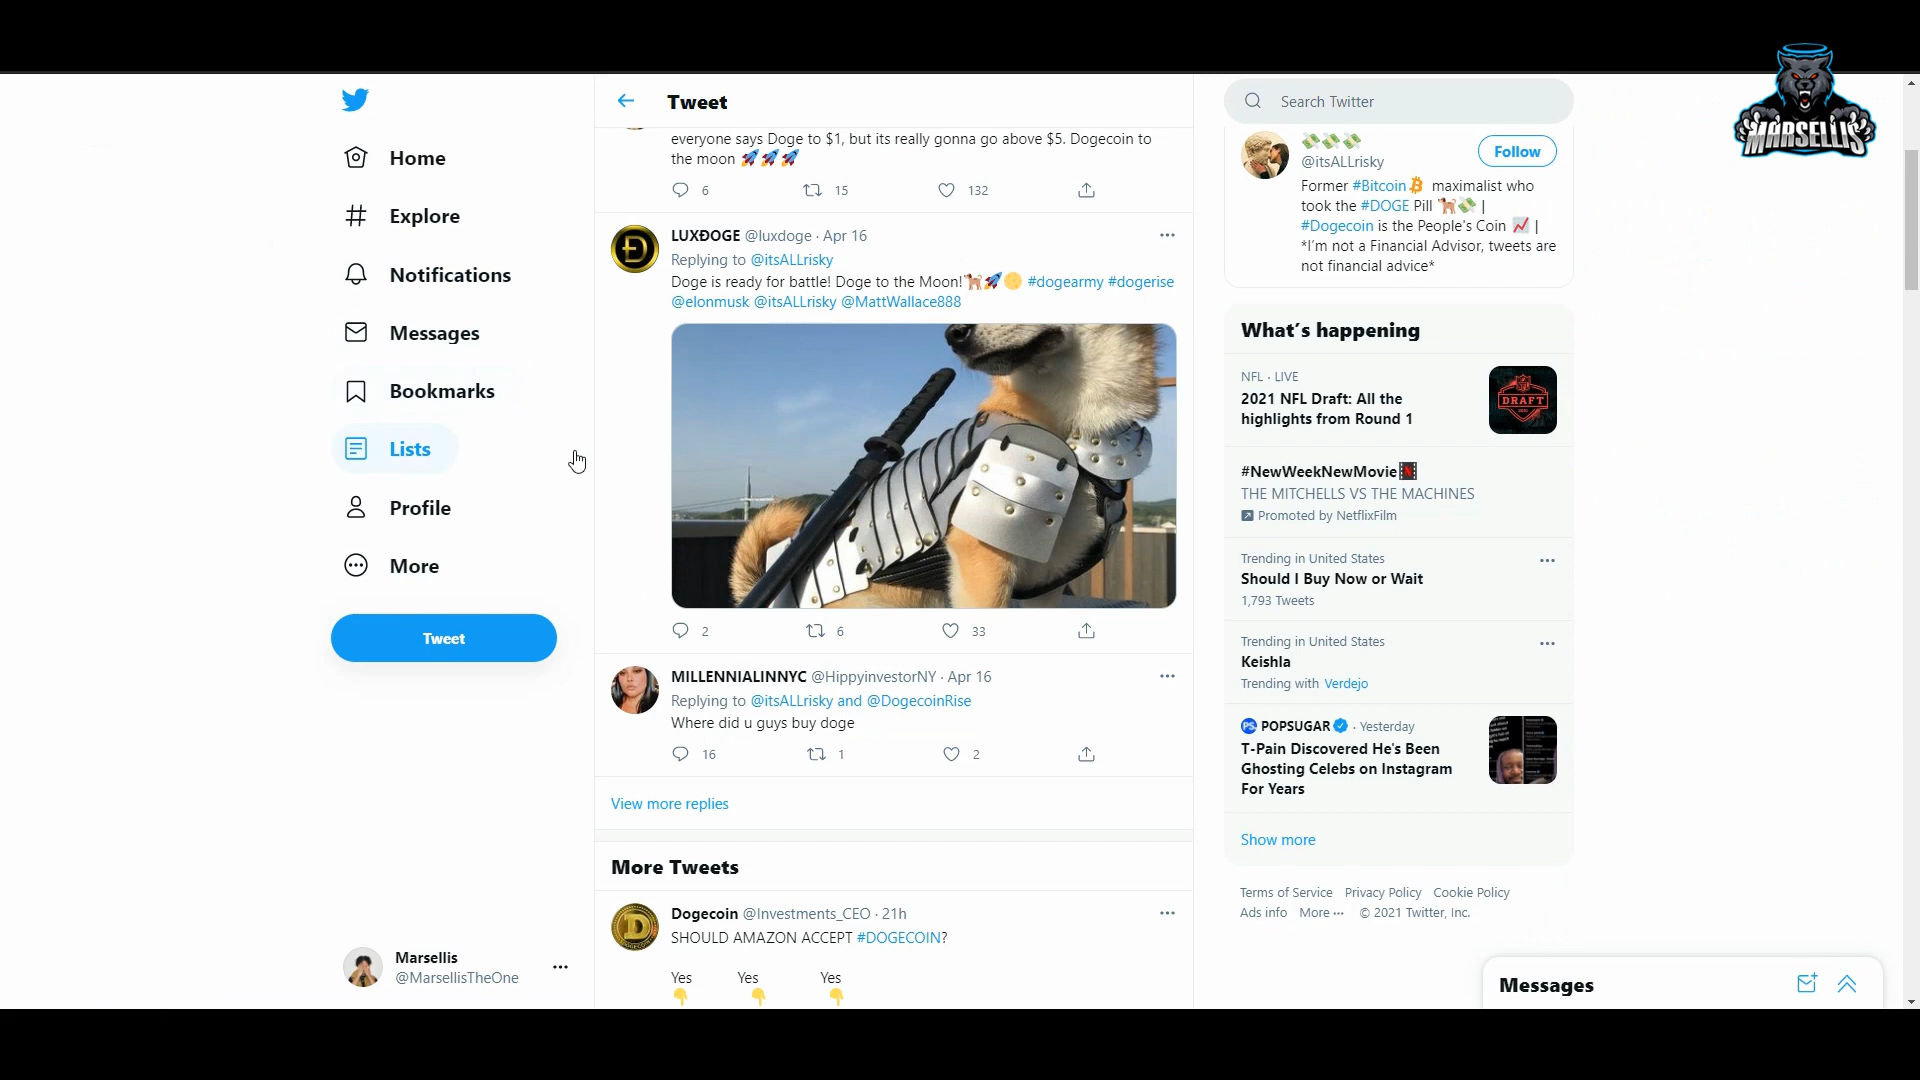 Tweet
Search Twitter
MARSELLIS
Home
Explore
Notifications
Messages
Bookmarks
Lists
Profile
More
Tweet
Marsellis
@MarsellisTheOne
everyone says Doge to $1, but its really gonna go above $5. Dogecoin to
the moon 🚀🚀🚀
6 15 132
LUXÐOGE @luxdoge · Apr 16
Replying to @itsALLrisky
Doge is ready for battle! Doge to the Moon!🐕🚀🌕 #dogearmy #dogerise
@elonmusk @itsALLrisky @MattWallace888
2 6 33
MILLENNIALINNYC @HippyinvestorNY · Apr 16
Replying to @itsALLrisky and @DogecoinRise
Where did u guys buy doge
16 1 2
View more replies
More Tweets
Dogecoin @Investments_CEO · 21h
SHOULD AMAZON ACCEPT #DOGECOIN?
Yes Yes Yes
👇 👇 👇
💸💸💸
@itsALLrisky
Follow
Former #Bitcoin maximalist who
took the #DOGE Pill 🐕💸 |
#Dogecoin is the People's Coin 📈 |
*I'm not a Financial Advisor, tweets are
not financial advice*
What's happening
NFL · LIVE
2021 NFL Draft: All the
highlights from Round 1
DRAFT
#NewWeekNewMovie
THE MITCHELLS VS THE MACHINES
Promoted by NetflixFilm
Trending in United States
Should I Buy Now or Wait
1,793 Tweets
Trending in United States
Keishla
Trending with Verdejo
PS. POPSUGAR · Yesterday
T-Pain Discovered He's Been
Ghosting Celebs on Instagram
For Years
Show more
Terms of Service Privacy Policy Cookie Policy
Ads info More ··· © 2021 Twitter, Inc.
Messages